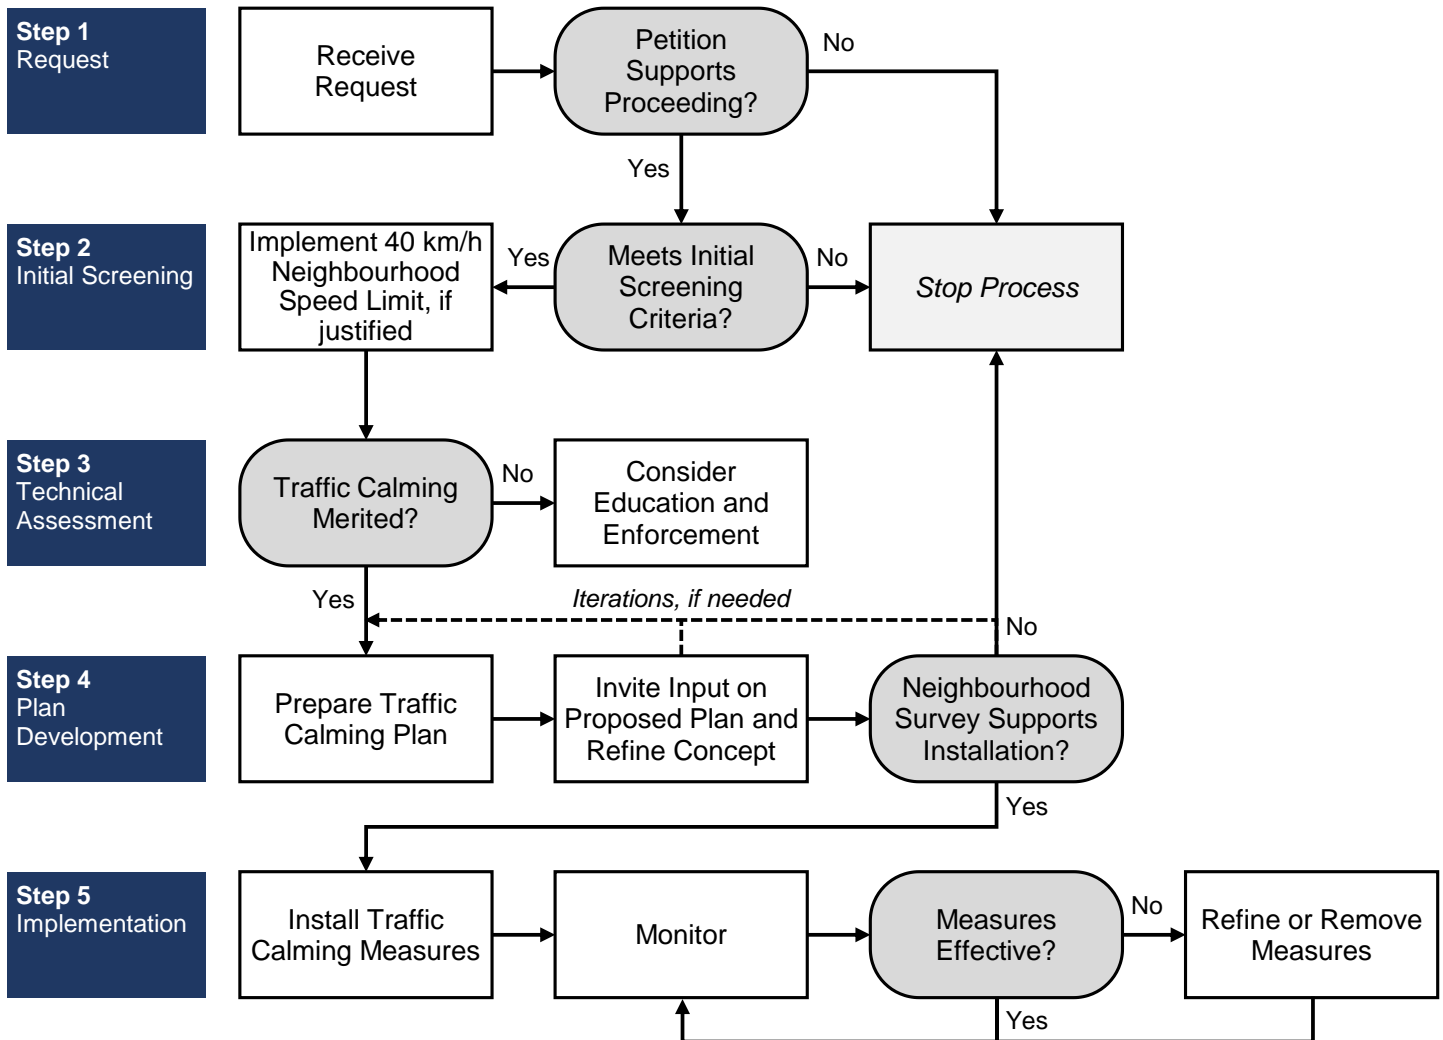 Step 1
Request
Receive
Request
Petition
Supports
Proceeding?
No
Yes
Step 2
Initial Screening
Implement 40 km/h
Neighbourhood
Speed Limit, if
justified
Yes
Meets Initial
Screening
Criteria?
No
Stop Process
Step 3
Technical
Assessment
Traffic Calming
Merited?
No
Consider
Education and
Enforcement
Yes
Iterations, if needed
No
Step 4
Plan
Development
Prepare Traffic
Calming Plan
Invite Input on
Proposed Plan and
Refine Concept
Neighbourhood
Survey Supports
Installation?
Yes
Step 5
Implementation
Install Traffic
Calming Measures
Monitor
Measures
Effective?
No
Refine or Remove
Measures
Yes